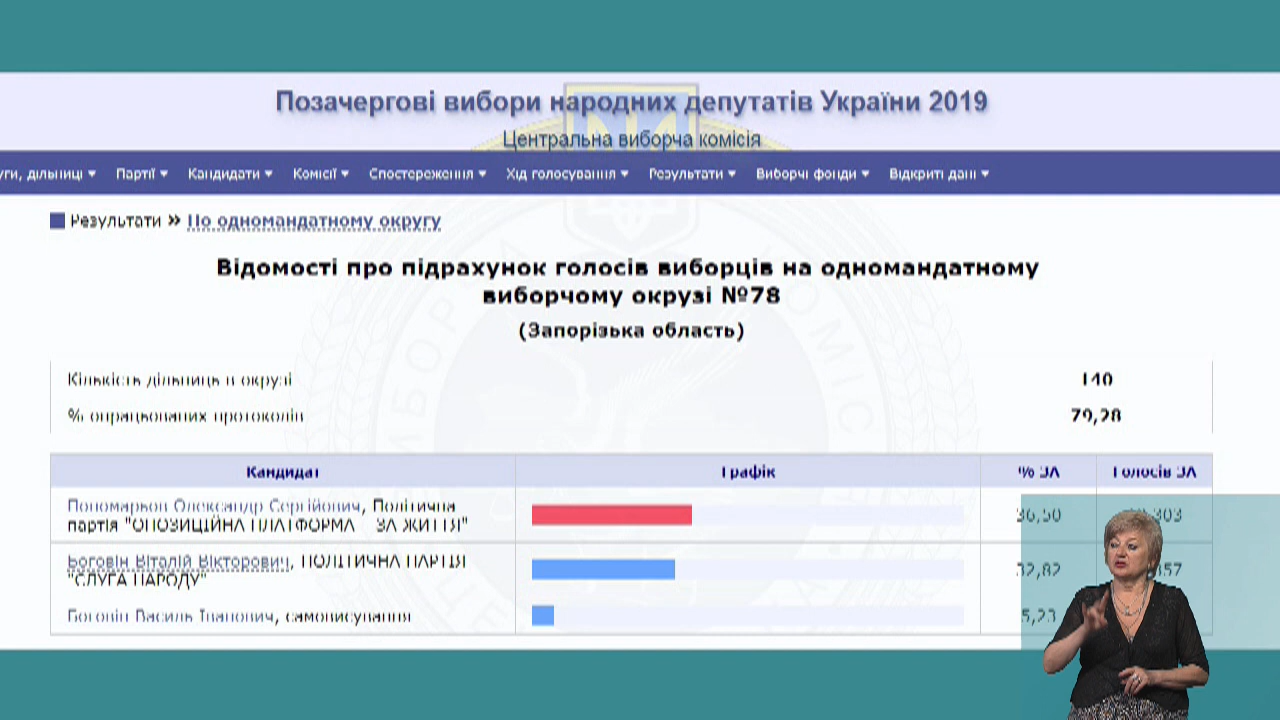 Позачергові вибори народних депутатів України 2019
Центральна виборча комісія
уги, дільниці Партії Кандидати Комісії Спостереження Хід голосування Результати Виборчі фонди Відкриті дані
Результати » По одномандатному округу
Відомості про підрахунок голосів виборців на одномандатному
виборчому окрузі №78
(Запорізька область)
Кількість дільниць в окрузі 140
% опрацьованих протоколів 79,28
Кандидат Графік % ЗА Голосів ЗА
Пономарьов Олександр Сергійович, Політична
партія "ОПОЗИЦІЙНА ПЛАТФОРМА ЗА ЖИТТЯ" 36,50
Боговін Віталій Вікторович, ПОЛІТИЧНА ПАРТІЯ
"СЛУГА НАРОДУ" 32,82
Боговін Василь Іванович, самовисування 5,23